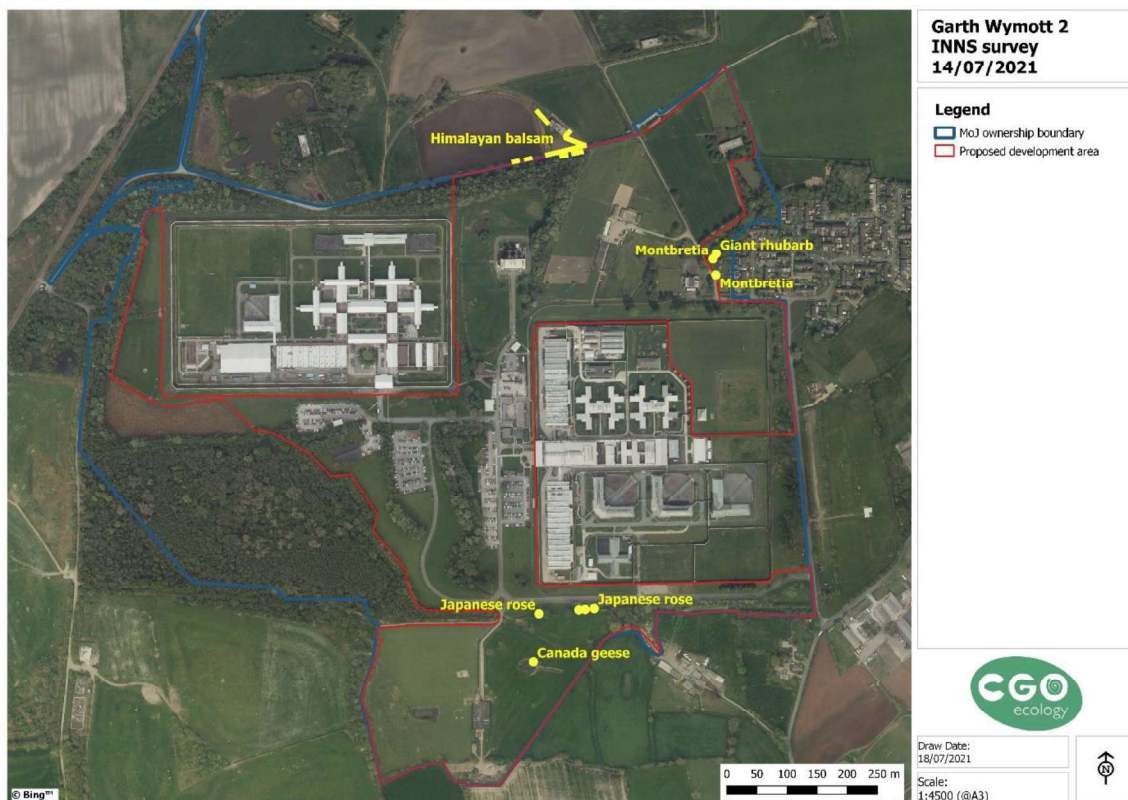 Garth Wymott 2
INNS survey
14/07/2021
Legend
MoJ ownership boundary
Proposed development area
Himalayan balsam
Montbretia
Giant rhubarb
Montbretia
Japanese rose
Japanese rose
Canada geese
0 50 100 150 200 250 m
© Bing™
CGO
ecology
Draw Date:
18/07/2021
Scale:
1:4500 (@A3)
N